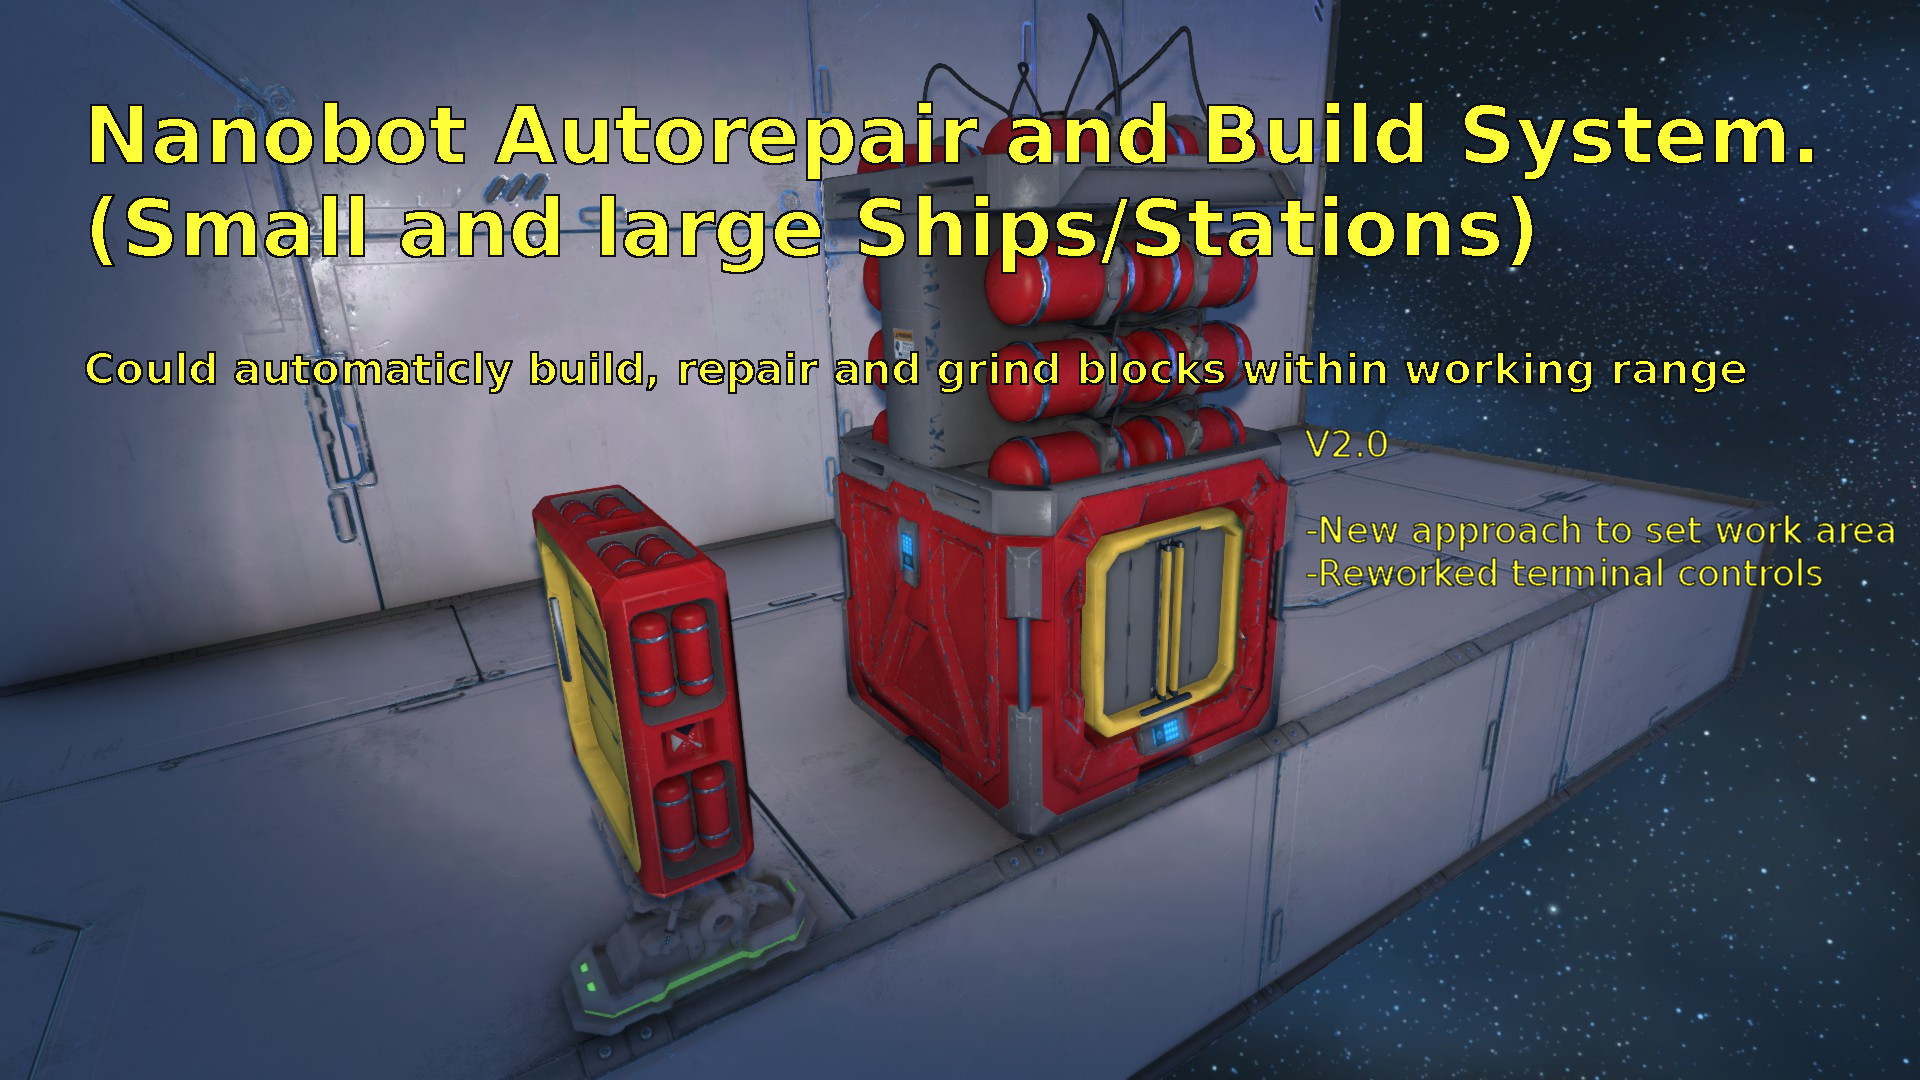 Nanobot Autorepair and Build System.
(Small and large Ships/Stations)
Could automaticly build, repair and grind blocks within working range
V2.0
-New approach to set work area
-Reworked terminal controls